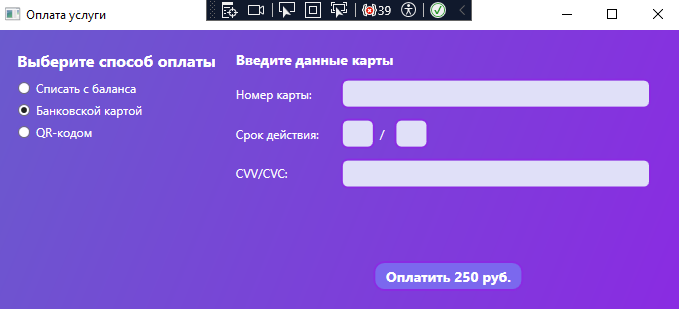 Оплата услуги
39
Выберите способ оплаты
Списать с баланса
Банковской картой
QR-кодом
Введите данные карты
Номер карты:
Срок действия:
/
CVV/CVC:
Оплатить 250 руб.